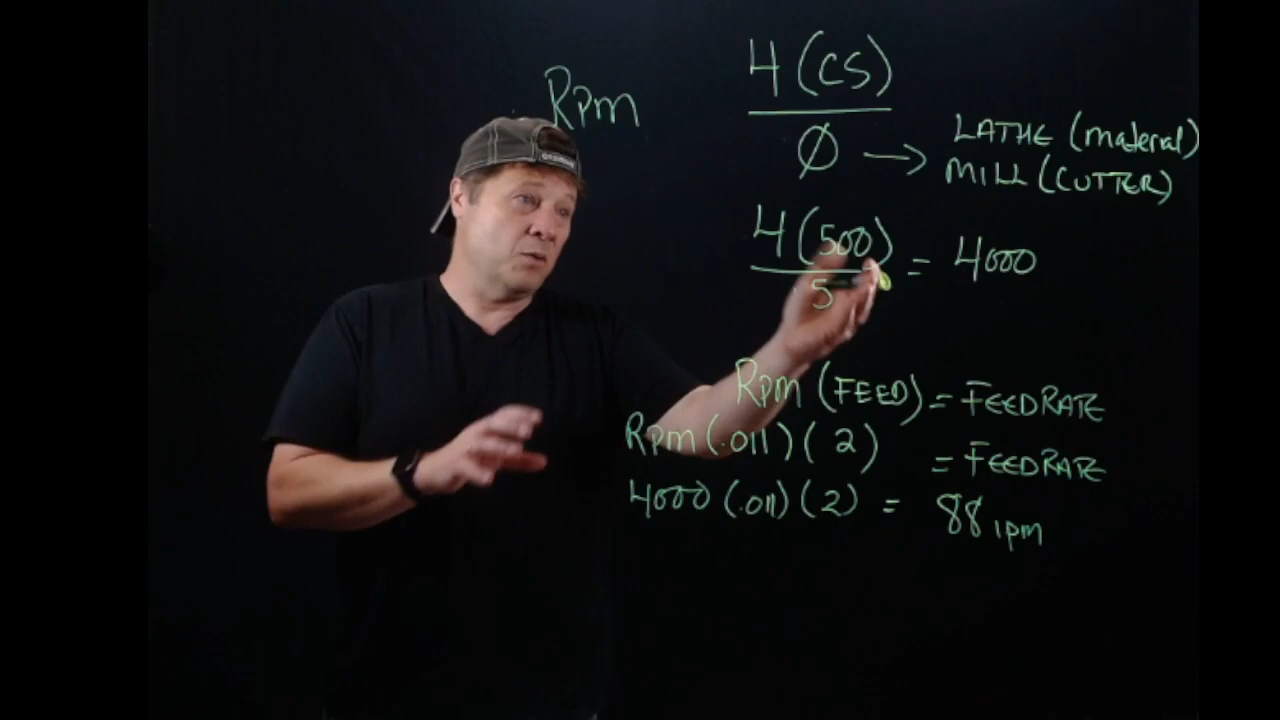 Rpm
4 (CS)
Ø → LATHE (material)
MILL (CUTTER)
4 (500) = 4000
5
Rpm (FEED) = FEEDRATE
Rpm (.011) (2) = FEEDRATE
4000 (.011) (2) = 88 ipm